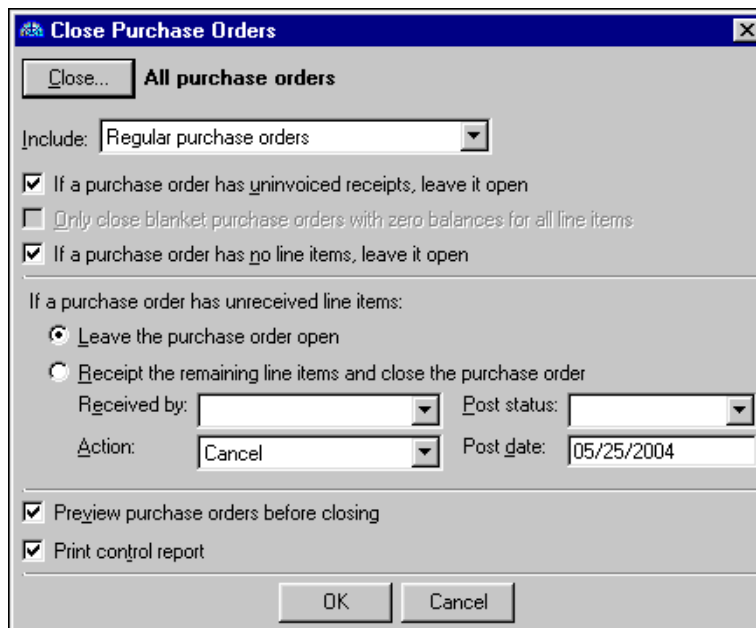 Close Purchase Orders
Close... All purchase orders
Include: Regular purchase orders
If a purchase order has uninvoiced receipts, leave it open
Only close blanket purchase orders with zero balances for all line items
If a purchase order has no line items, leave it open
If a purchase order has unreceived line items:
Leave the purchase order open
Receipt the remaining line items and close the purchase order
Received by: Post status:
Action: Cancel Post date: 05/25/2004
Preview purchase orders before closing
Print control report
OK Cancel